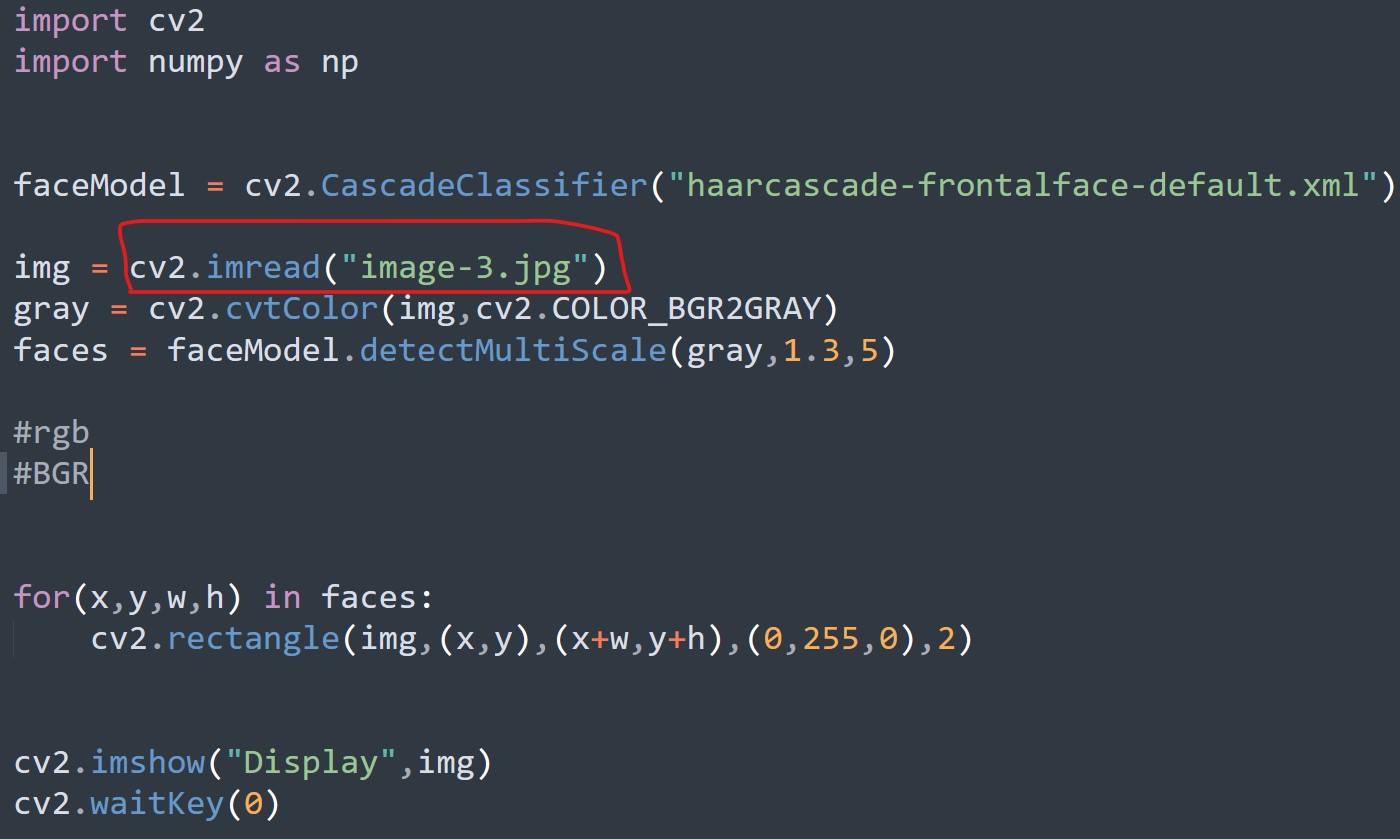 import cv2
import numpy as np
faceModel = cv2.CascadeClassifier("haarcascade-frontalface-default.xml")
img = cv2.imread("image-3.jpg")
gray = cv2.cvtColor(img,cv2.COLOR_BGR2GRAY)
faces = faceModel.detectMultiScale(gray,1.3,5)
#rgb
#BGR
for(x,y,w,h) in faces:
    cv2.rectangle(img,(x,y),(x+w,y+h),(0,255,0),2)
cv2.imshow("Display",img)
cv2.waitKey(0)